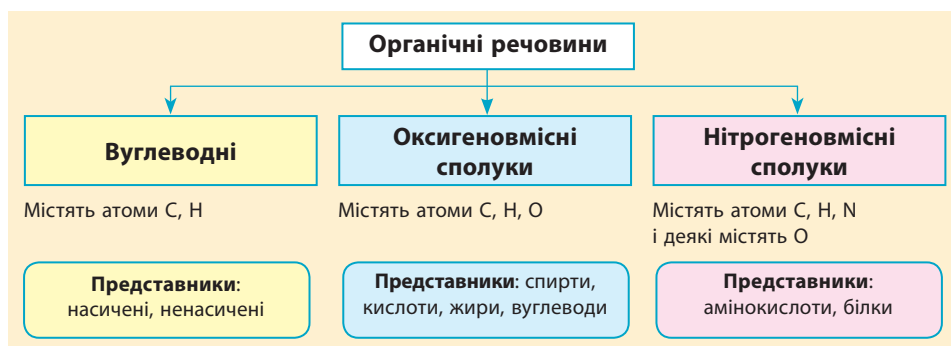 Органічні речовини
Вуглеводні
Містять атоми C, H
Представники:
насичені, ненасичені
Оксигеновмісні
сполуки
Містять атоми C, H, O
Представники: спирти,
кислоти, жири, вуглеводи
Нітрогеновмісні
сполуки
Містять атоми C, H, N
і деякі містять O
Представники:
амінокислоти, білки